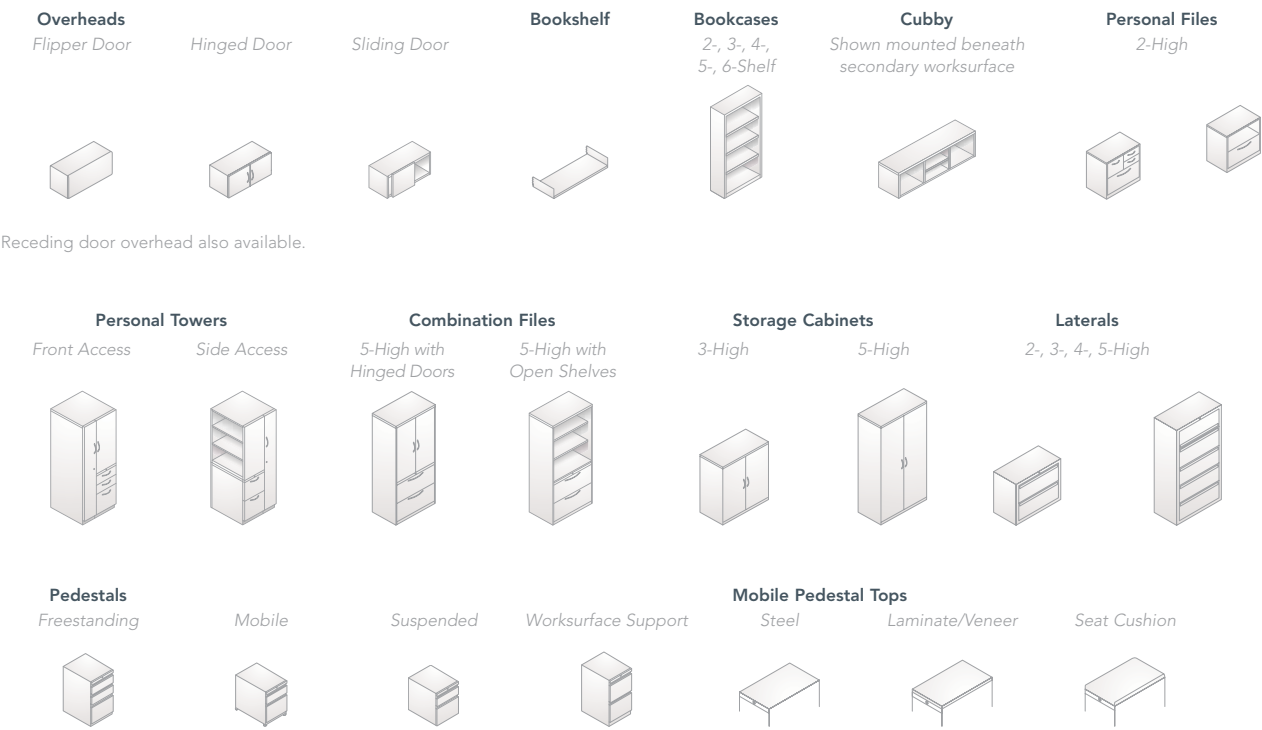 Overheads
Flipper Door
Hinged Door
Sliding Door
Bookshelf
Bookcases
2-, 3-, 4-,
5-, 6-Shelf
Cubby
Shown mounted beneath
secondary worksurface
Personal Files
2-High
Receding door overhead also available.
Personal Towers
Front Access
Side Access
Combination Files
5-High with
Hinged Doors
5-High with
Open Shelves
Storage Cabinets
3-High
5-High
Laterals
2-, 3-, 4-, 5-High
Pedestals
Freestanding
Mobile
Suspended
Worksurface Support
Mobile Pedestal Tops
Steel
Laminate/Veneer
Seat Cushion